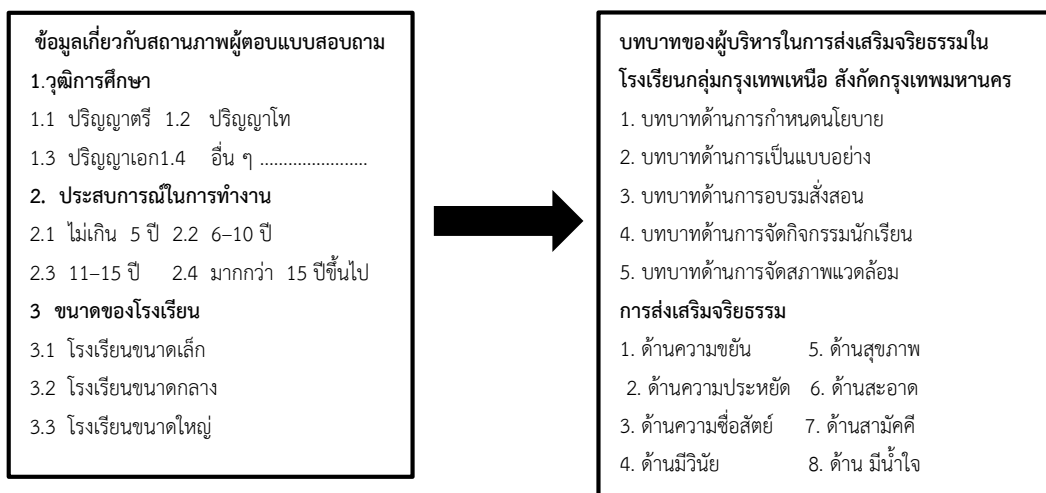 ข้อมูลเกี่ยวกับสถานภาพผู้ตอบแบบสอบถาม
1.วุฒิการศึกษา
1.1 ปริญญาตรี 1.2 ปริญญาโท
1.3 ปริญญาเอก1.4 อื่น ๆ ......................
2. ประสบการณ์ในการทำงาน
2.1 ไม่เกิน 5 ปี 2.2 6–10 ปี
2.3 11–15 ปี 2.4 มากกว่า 15 ปีขึ้นไป
3 ขนาดของโรงเรียน
3.1 โรงเรียนขนาดเล็ก
3.2 โรงเรียนขนาดกลาง
3.3 โรงเรียนขนาดใหญ่
บทบาทของผู้บริหารในการส่งเสริมจริยธรรมใน
โรงเรียนกลุ่มกรุงเทพเหนือ สังกัดกรุงเทพมหานคร
1. บทบาทด้านการกำหนดนโยบาย
2. บทบาทด้านการเป็นแบบอย่าง
3. บทบาทด้านการอบรมสั่งสอน
4. บทบาทด้านการจัดกิจกรรมนักเรียน
5. บทบาทด้านการจัดสภาพแวดล้อม
การส่งเสริมจริยธรรม
1. ด้านความขยัน 5. ด้านสุขภาพ
2. ด้านความประหยัด 6. ด้านสะอาด
3. ด้านความซื่อสัตย์ 7. ด้านสามัคคี
4. ด้านมีวินัย 8. ด้าน มีน้ำใจ